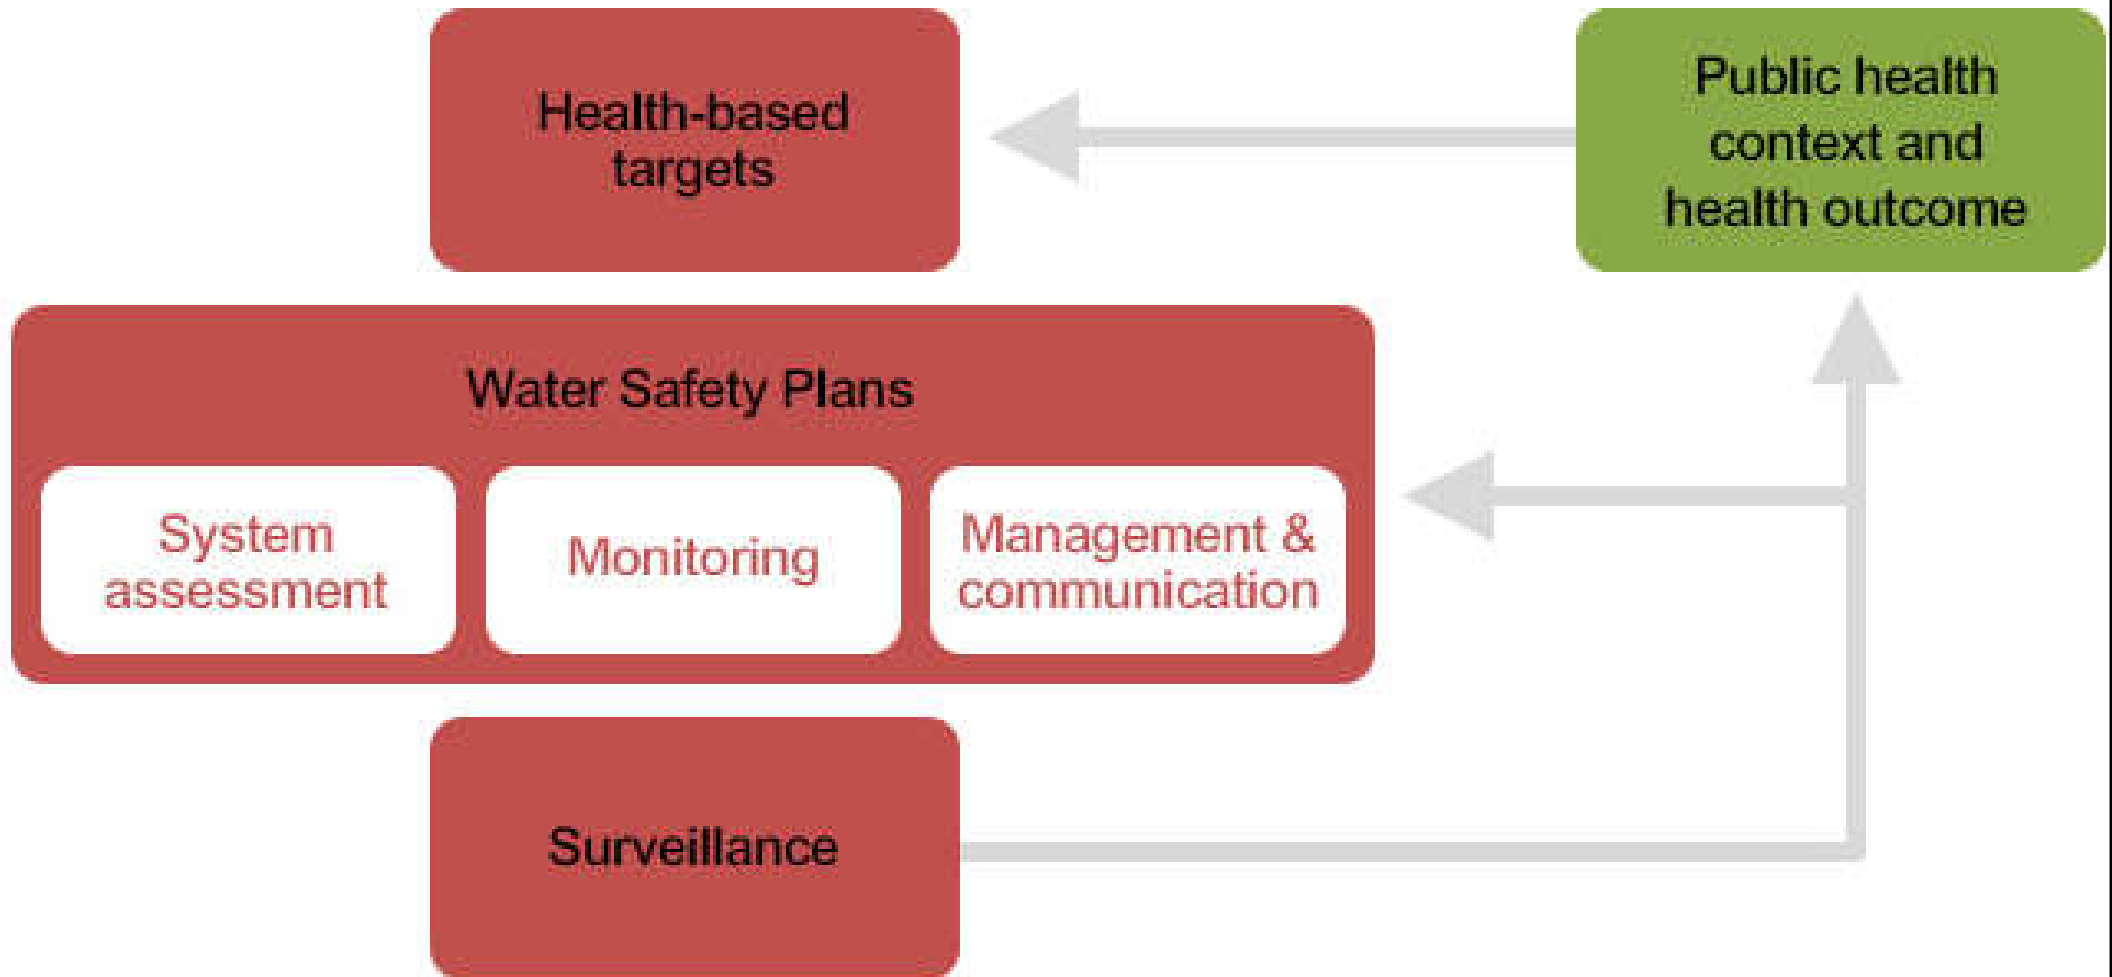 Health-based
targets
Public health
context and
health outcome
Water Safety Plans
System
assessment
Monitoring
Management &
communication
Surveillance